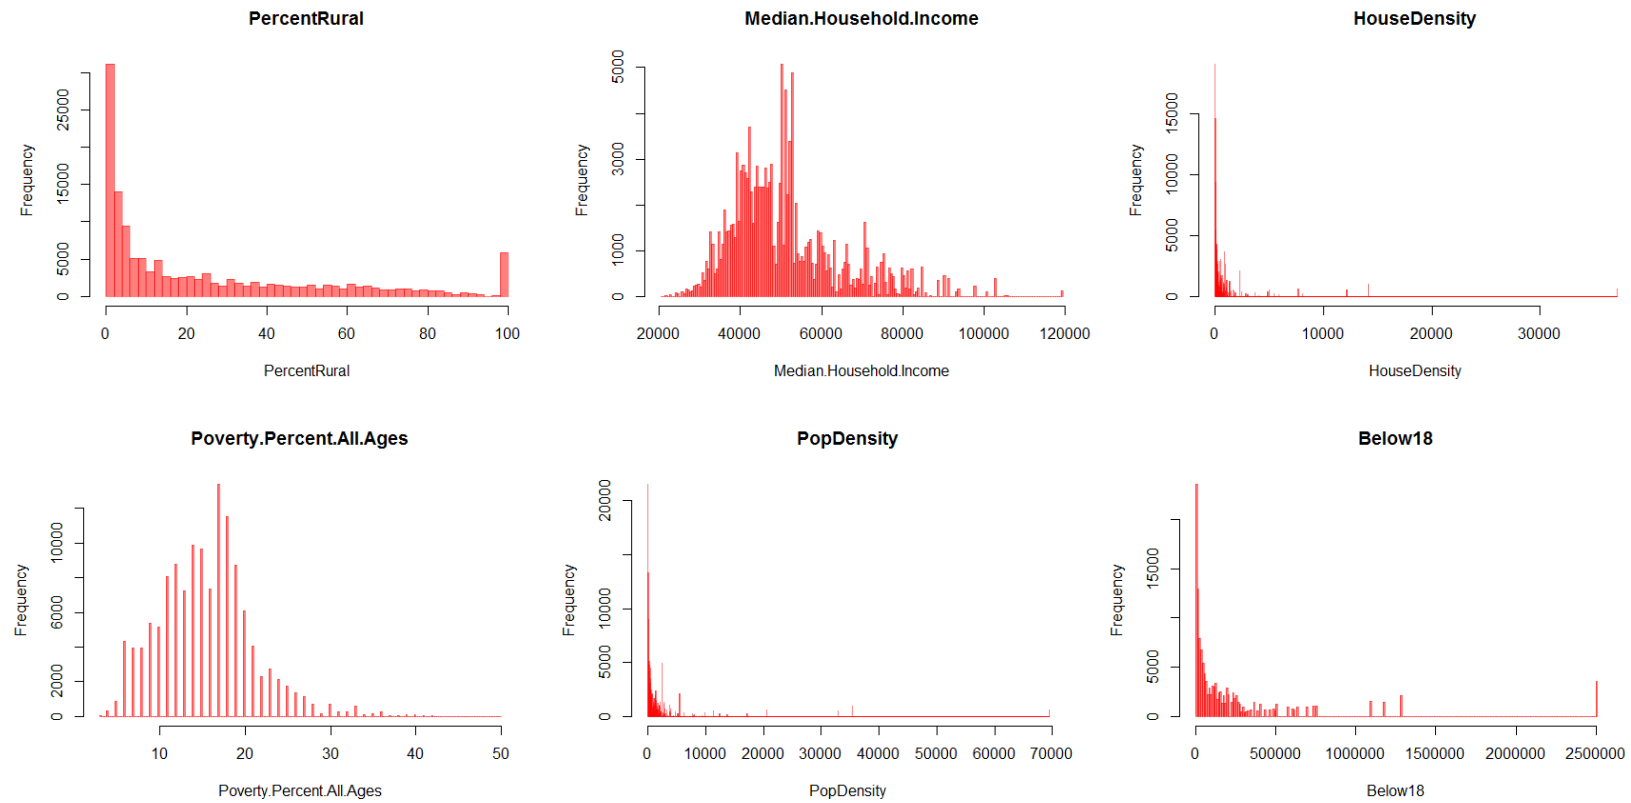 PercentRural
Median.Household.Income
HouseDensity
Frequency
0 5000 15000 25000
0 20 40 60 80 100
PercentRural
Frequency
0 1000 3000 5000
20000 40000 60000 80000 100000 120000
Median.Household.Income
Frequency
0 5000 10000 15000
0 10000 20000 30000
HouseDensity
Poverty.Percent.All.Ages
PopDensity
Below18
Frequency
0 2000 6000 10000
10 20 30 40 50
Poverty.Percent.All.Ages
Frequency
0 5000 10000 20000
0 10000 20000 30000 40000 50000 60000 70000
PopDensity
Frequency
0 5000 15000
0 500000 1000000 1500000 2000000 2500000
Below18